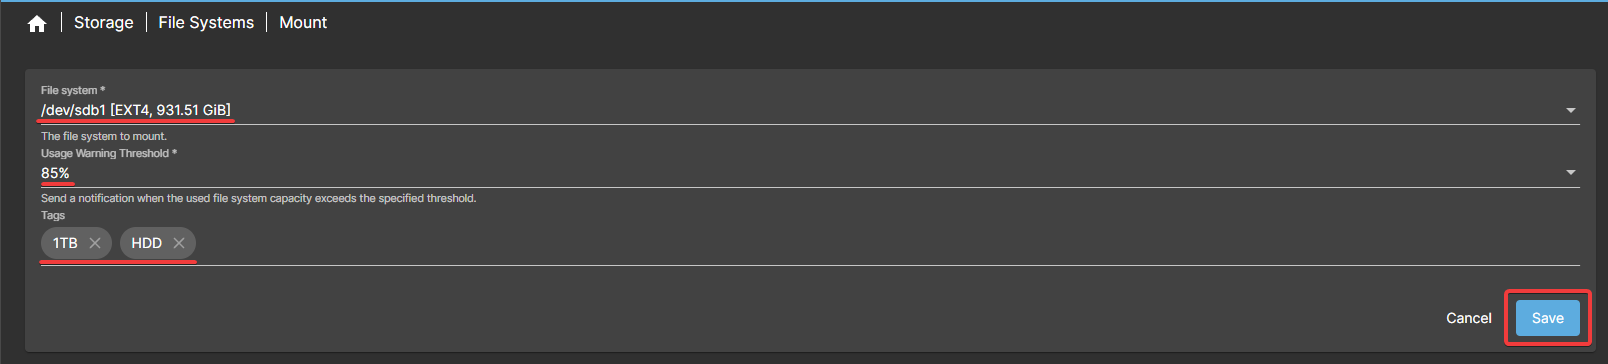 Storage | File Systems | Mount
File system *
/dev/sdb1 [EXT4, 931.51 GiB]
The file system to mount.
Usage Warning Threshold *
85%
Send a notification when the used file system capacity exceeds the specified threshold.
Tags
1TB HDD
Cancel Save